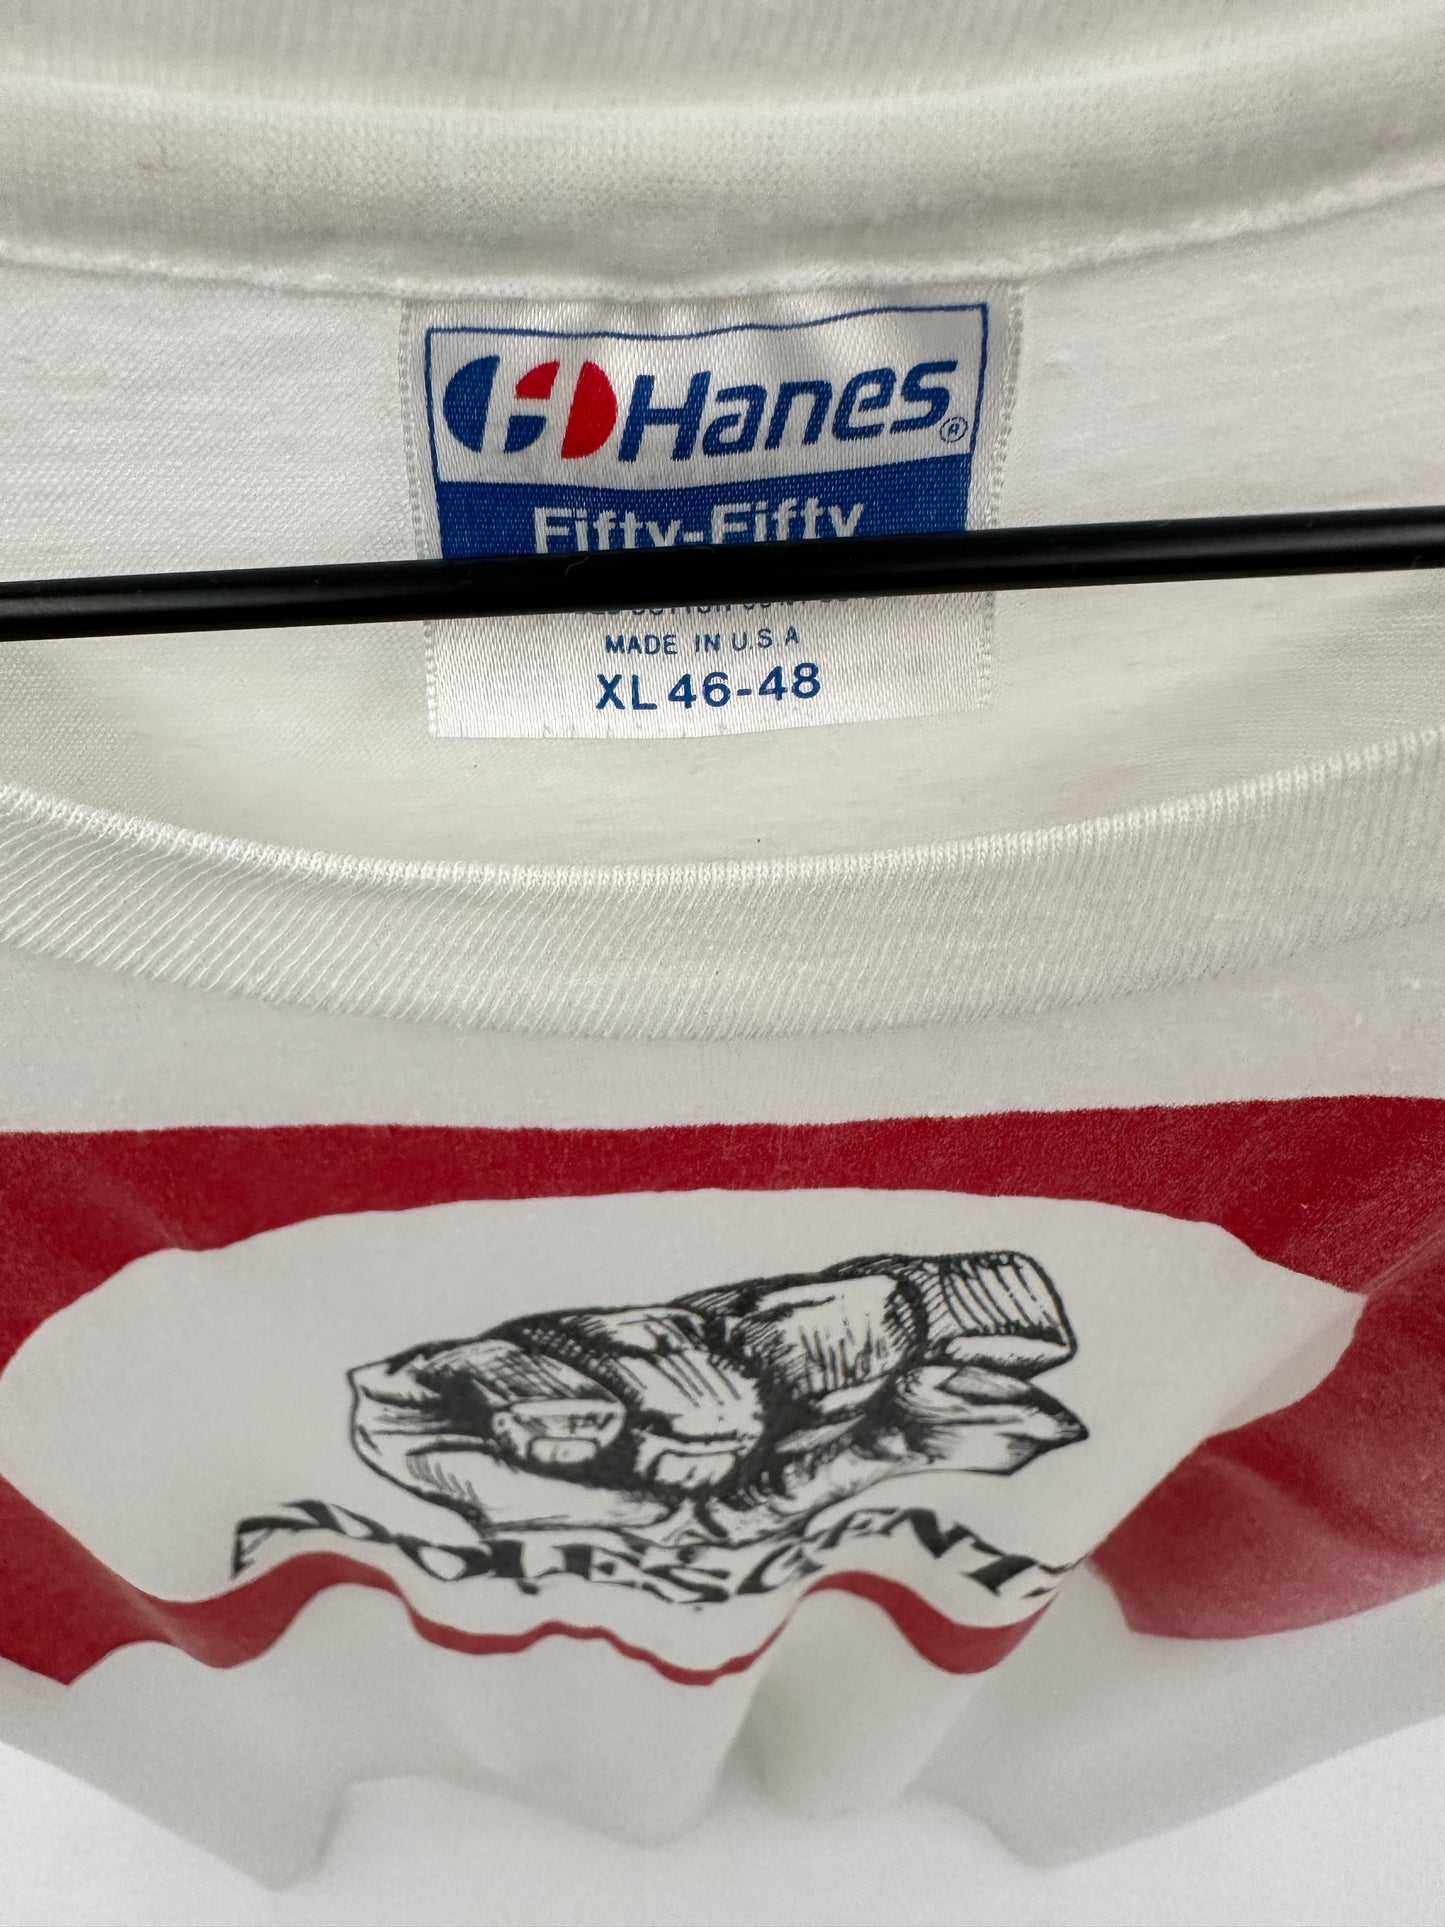 Hanes®
Fifty-Fifty
MADE IN U.S.A
XL 46-48
ADOLESCENTS